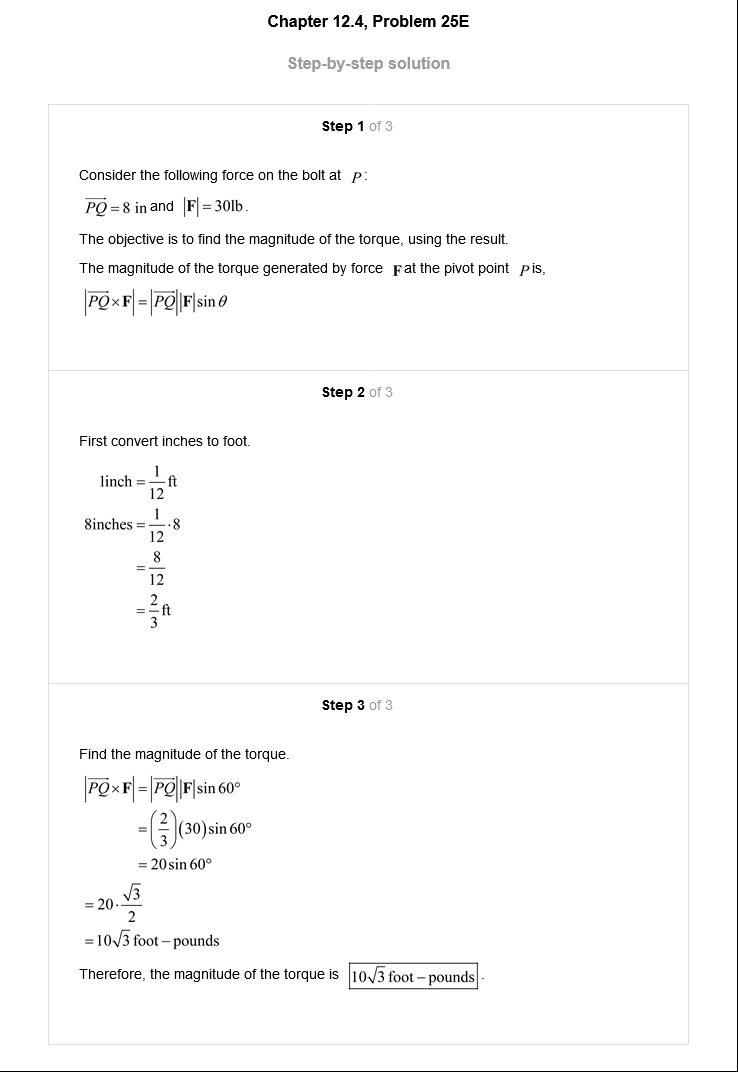 Chapter 12.4, Problem 25E
Step-by-step solution
Step 1 of 3
Consider the following force on the bolt at P:
$\overrightarrow{PQ} = 8$ in and $|\mathbf{F}| = 30$lb.
The objective is to find the magnitude of the torque, using the result.
The magnitude of the torque generated by force F at the pivot point P is,
$|\overrightarrow{PQ} \times \mathbf{F}| = |\overrightarrow{PQ}||\mathbf{F}| \sin \theta$
Step 2 of 3
First convert inches to foot.
$1\text{inch} = \frac{1}{12}\text{ft}$
$8\text{inches} = \frac{1}{12} \cdot 8$
$= \frac{8}{12}$
$= \frac{2}{3}\text{ft}$
Step 3 of 3
Find the magnitude of the torque.
$|\overrightarrow{PQ} \times \mathbf{F}| = |\overrightarrow{PQ}||\mathbf{F}| \sin 60°$
$= \left(\frac{2}{3}\right)(30) \sin 60°$
$= 20 \sin 60°$
$= 20 \cdot \frac{\sqrt{3}}{2}$
$= 10\sqrt{3}\text{ foot} - \text{pounds}$
Therefore, the magnitude of the torque is $10\sqrt{3}\text{ foot} - \text{pounds}$.